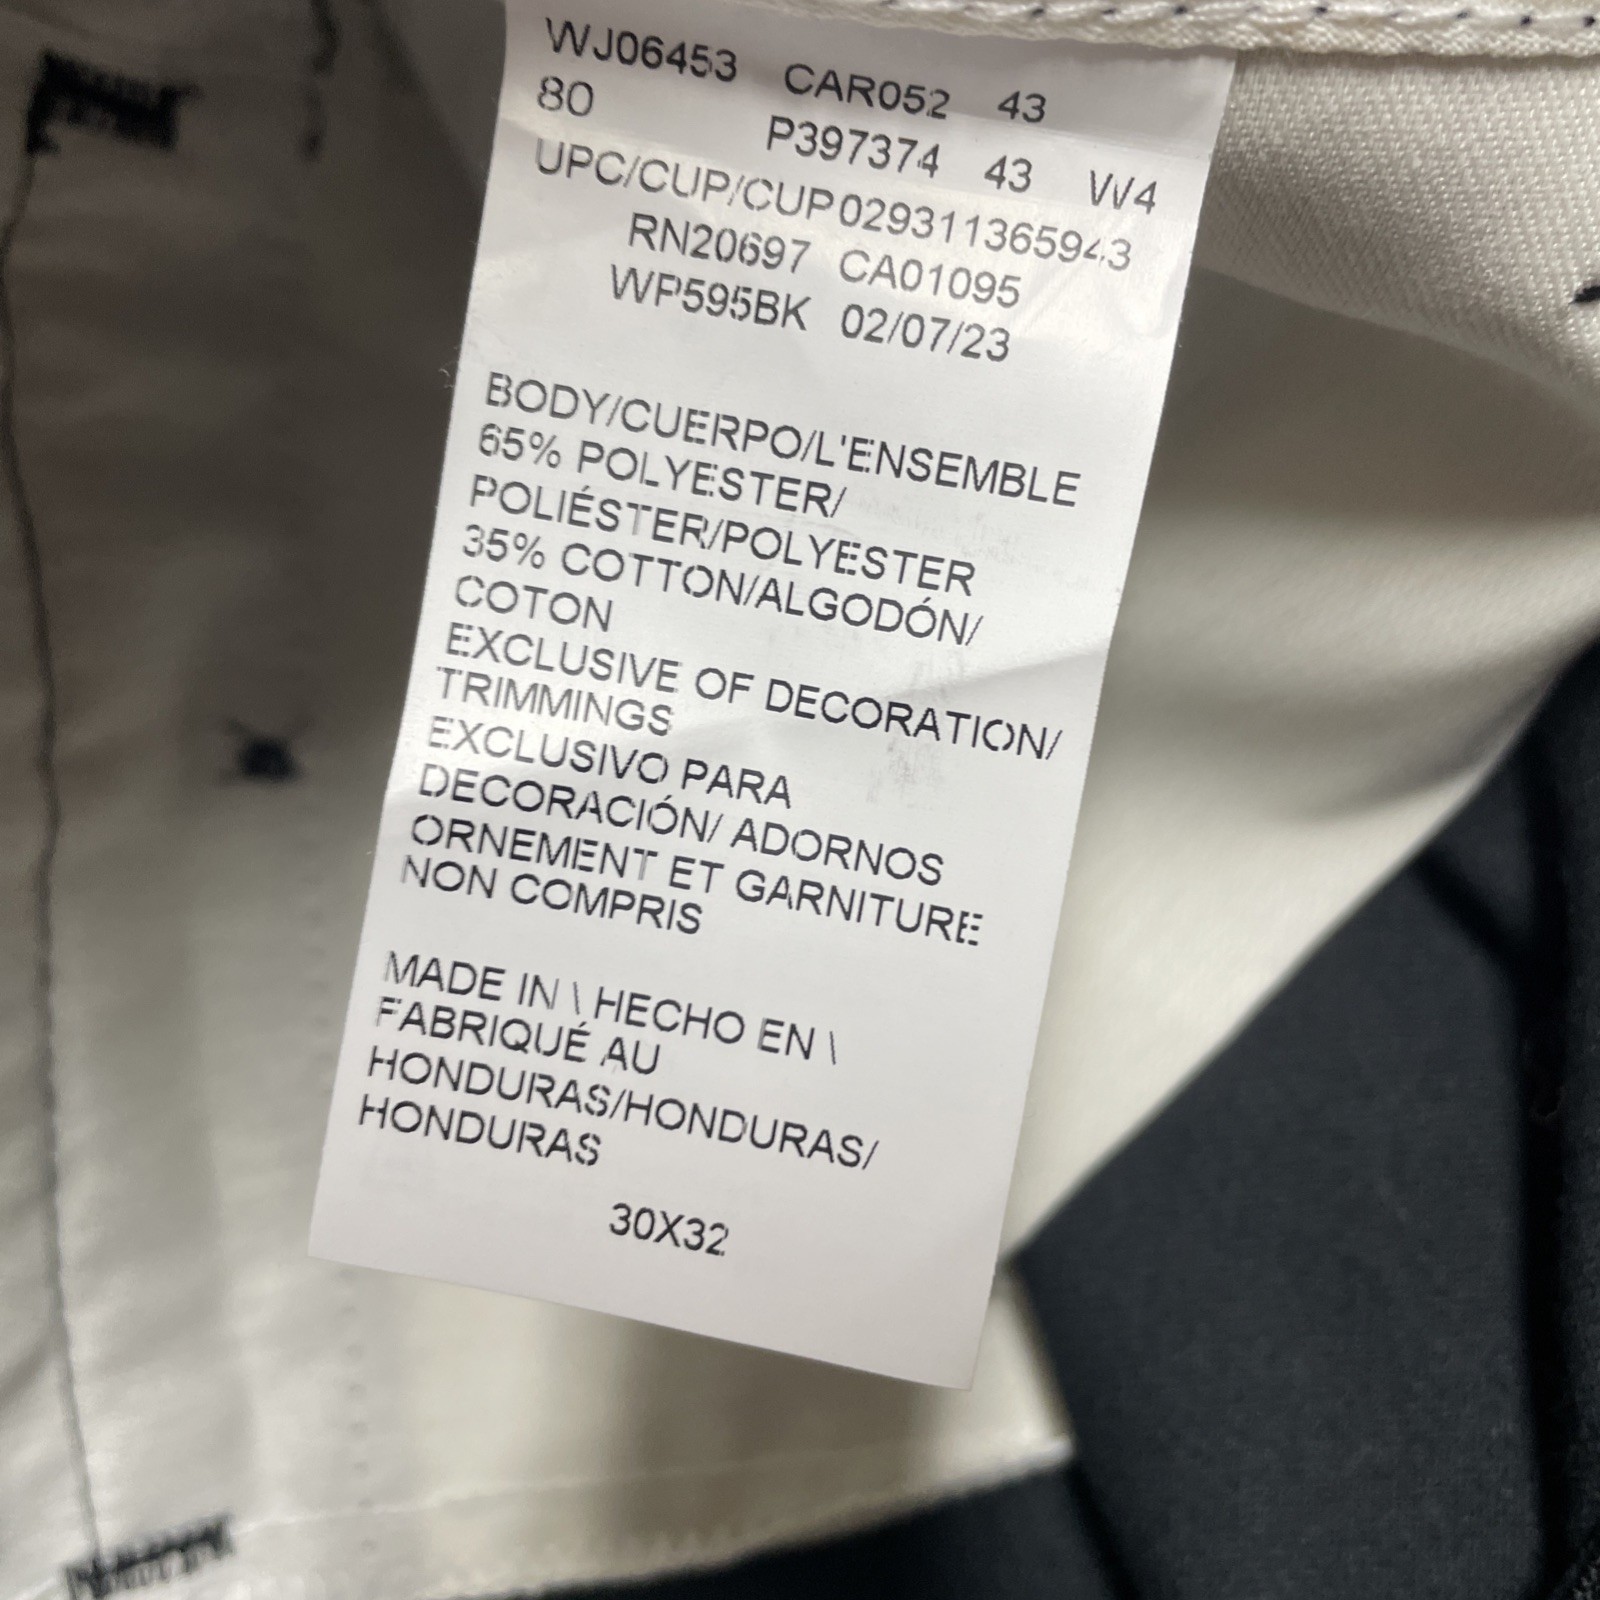 WJ06453 CAR052 43
80 P397374 43 W4
UPC/CUP/CUP029311365943
RN20697 CA01095
WP595BK 02/07/23
BODY/CUERPO/L'ENSEMBLE
65% POLYESTER/
POLIÉSTER/POLYESTER
35% COTTON/ALGODÓN/
COTON
EXCLUSIVE OF DECORATION/
TRIMMINGS
EXCLUSIVO PARA
DECORACIÓN/ ADORNOS
ORNEMENT ET GARNITURE
NON COMPRIS
MADE IN \ HECHO EN \
FABRIQUÉ AU
HONDURAS/HONDURAS/
HONDURAS
30X32